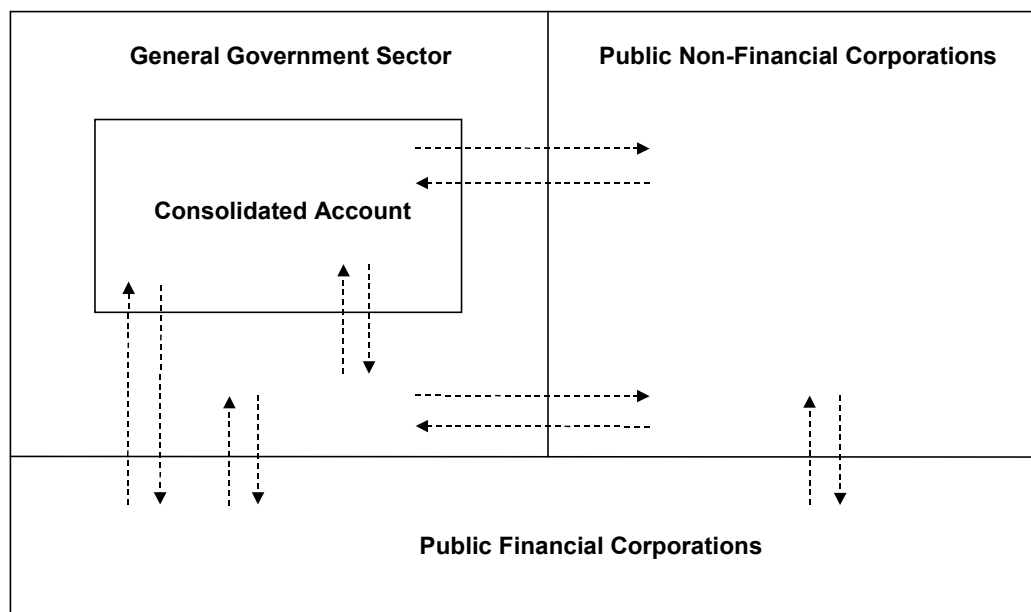 General Government Sector
Public Non-Financial Corporations
Consolidated Account
Public Financial Corporations